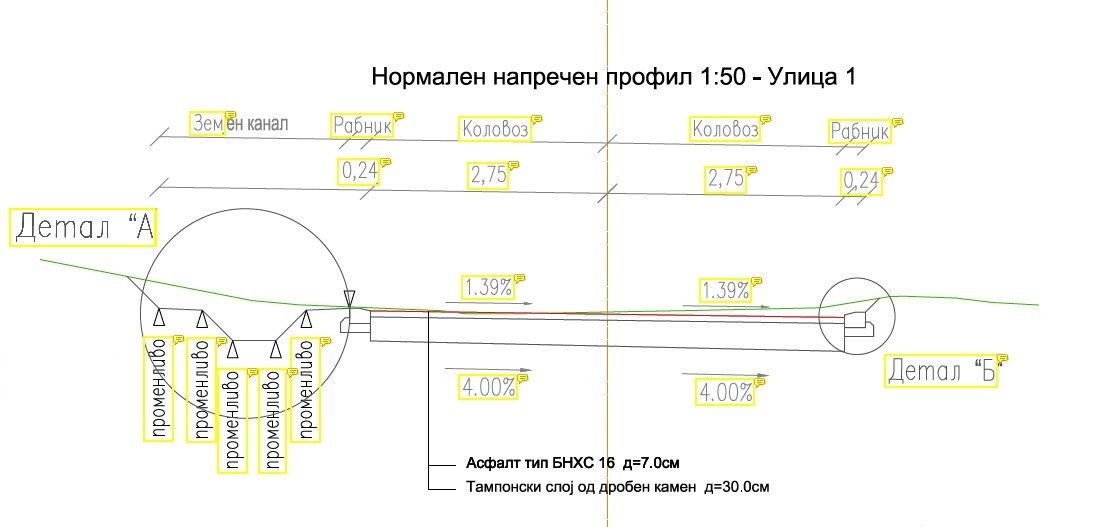 Нормален напречен профил 1:50 - Улица 1
Земен канал Рабник Коловоз Коловоз Рабник
0,24 2,75 2,75 0,24
Детал "А
1.39% 1.39%
променливо променливо променливо променливо променливо
Детал "Б"
4.00% 4.00%
Асфалт тип БНХС 16 д=7.0см
Тампонски слој од дробен камен д=30.0см